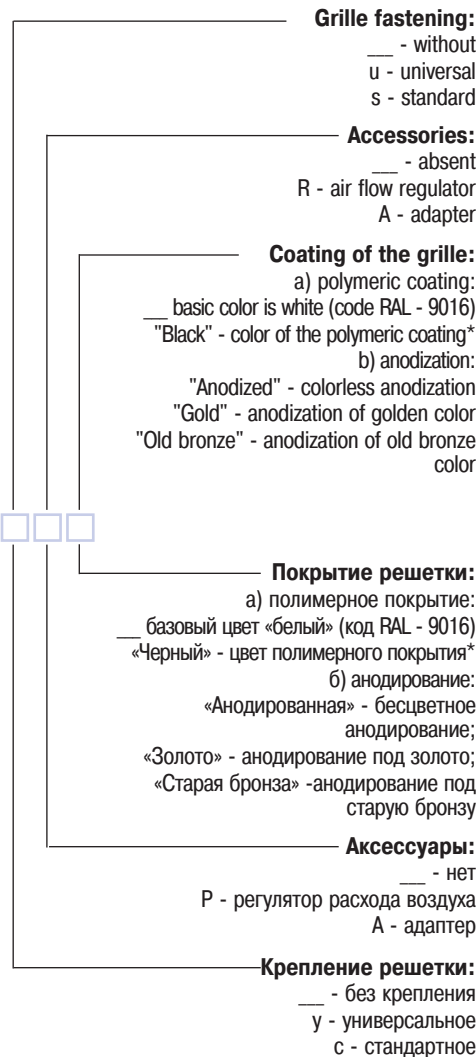 Grille fastening:
___ - without
u - universal
s - standard
Accessories:
___ - absent
R - air flow regulator
A - adapter
Coating of the grille:
a) polymeric coating:
__ basic color is white (code RAL - 9016)
"Black" - color of the polymeric coating*
b) anodization:
"Anodized" - colorless anodization
"Gold" - anodization of golden color
"Old bronze" - anodization of old bronze
color
Покрытие решетки:
а) полимерное покрытие:
__ базовый цвет «белый» (код RAL - 9016)
«Черный» - цвет полимерного покрытия*
б) анодирование:
«Анодированная» - бесцветное
анодирование;
«Золото» - анодирование под золото;
«Старая бронза» -анодирование под
старую бронзу
Аксессуары:
___ - нет
Р - регулятор расхода воздуха
А - адаптер
Крепление решетки:
___ - без крепления
у - универсальное
с - стандартное